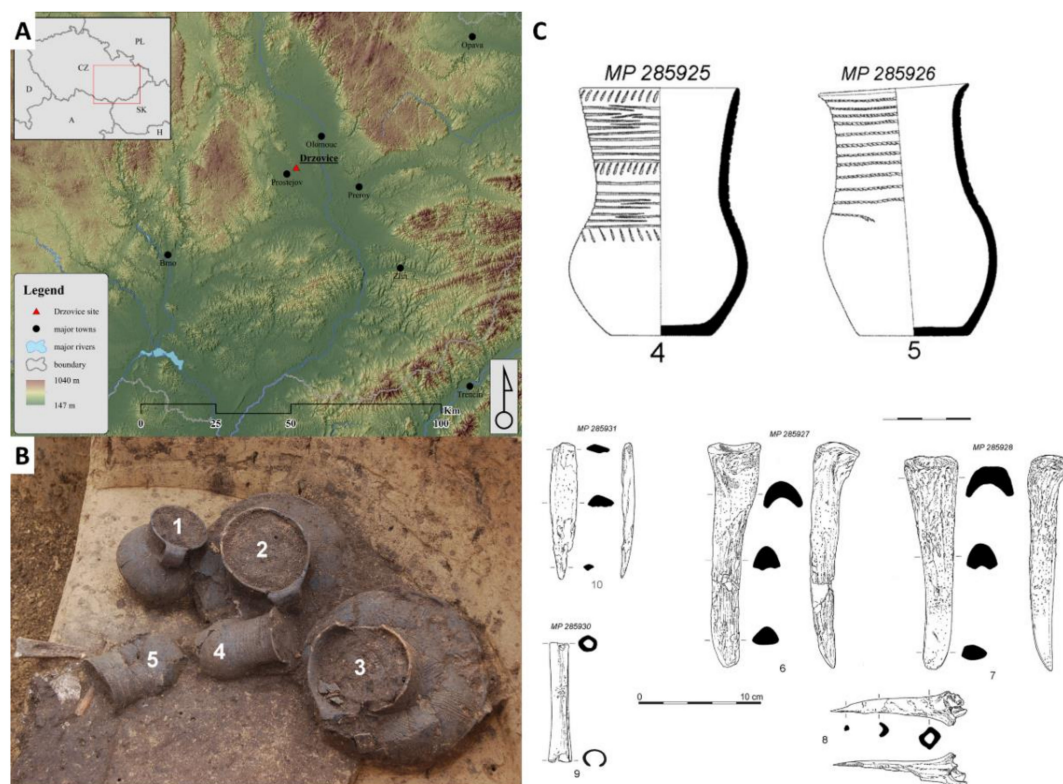 A
PL
CZ
D
SK
A
H
Opava
Olomouc
Drzovice
Prostejov
Prerov
Brno
Zlin
Trencin
Legend
Drzovice site
major towns
major rivers
boundary
1040 m
147 m
Km
0 25 50 100
B
1
2
3
4
5
C
MP 285925
MP 285926
4
5
MP 285931
MP 285927
MP 285928
10
MP 285930
6
7
0 10 cm
8
9